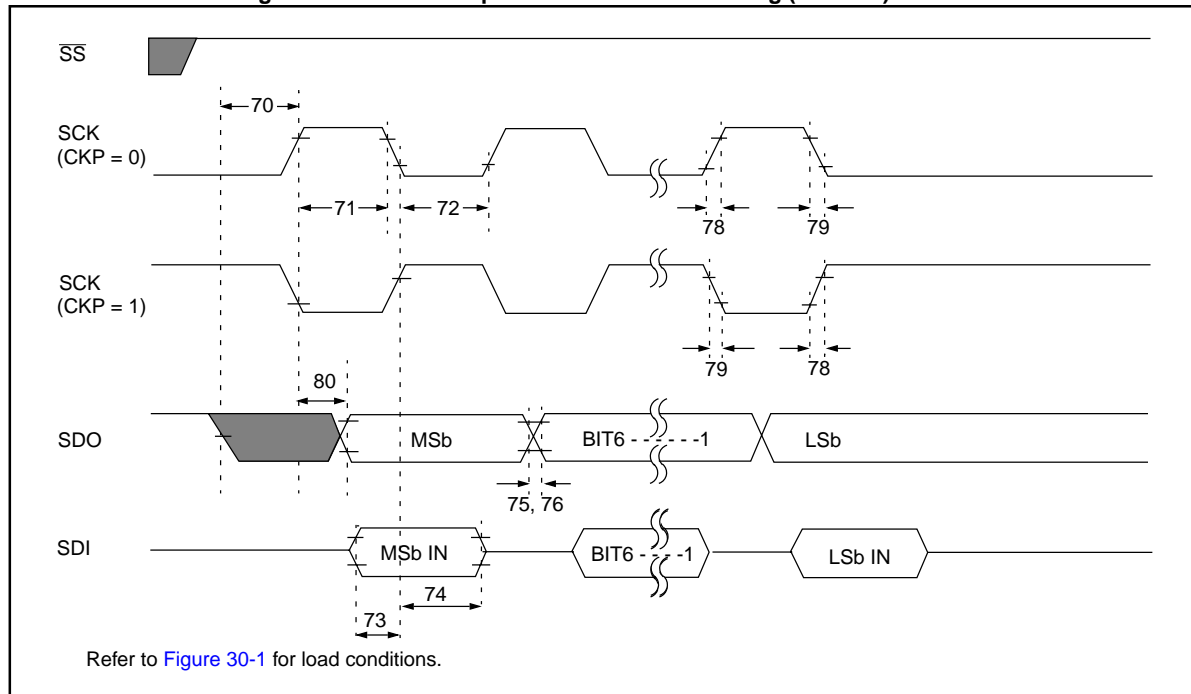 SS
70
SCK
(CKP = 0)
71
72
78
79
SCK
(CKP = 1)
79
78
80
SDO
MSb
BIT6 - - - - - - -1
LSb
75, 76
SDI
MSb IN
BIT6 - - - - -1
LSb IN
74
73
Refer to Figure 30-1 for load conditions.